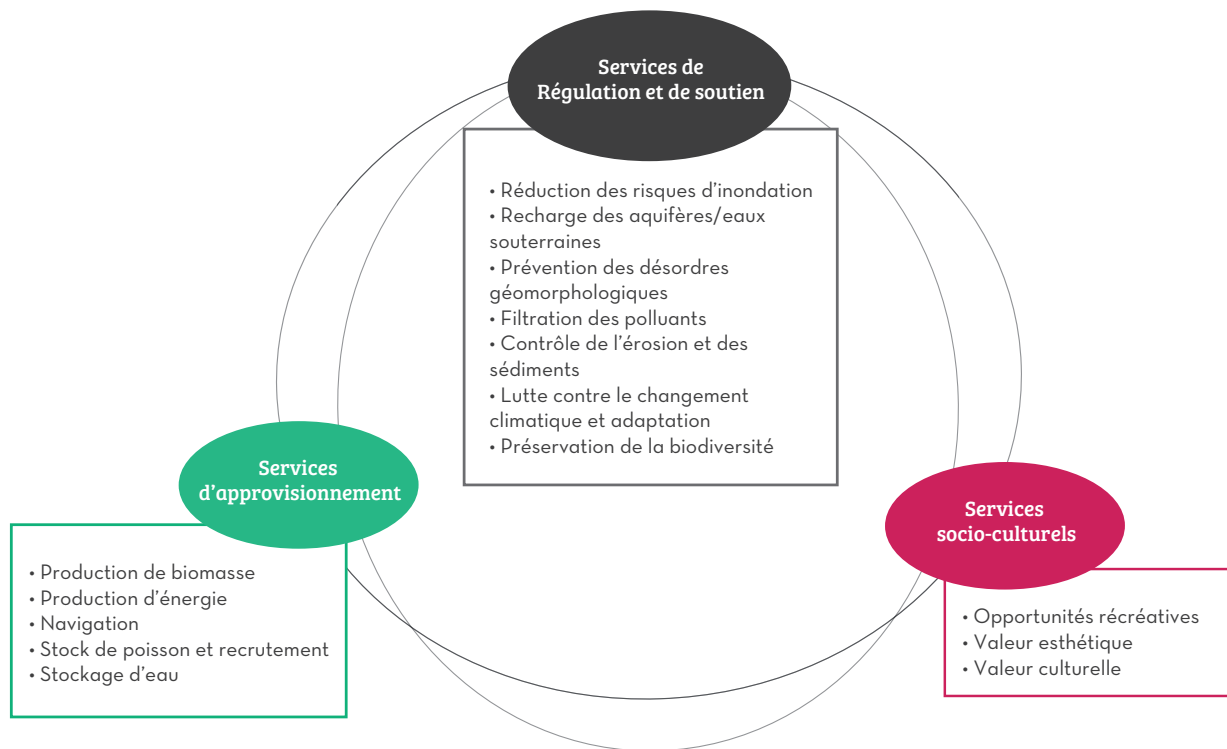 Services de
Régulation et de soutien
• Réduction des risques d’inondation
• Recharge des aquifères/eaux
souterraines
• Prévention des désordres
géomorphologiques
• Filtration des polluants
• Contrôle de l’érosion et des
sédiments
• Lutte contre le changement
climatique et adaptation
• Préservation de la biodiversité
Services
d’approvisionnement
• Production de biomasse
• Production d’énergie
• Navigation
• Stock de poisson et recrutement
• Stockage d’eau
Services
socio-culturels
• Opportunités récréatives
• Valeur esthétique
• Valeur culturelle